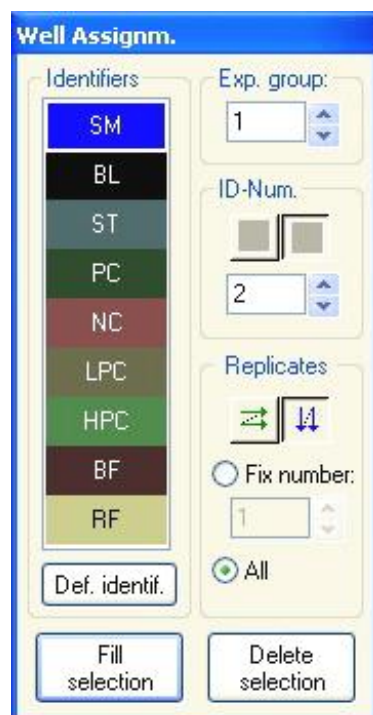 Well Assignm.
Identifiers
SM
BL
ST
PC
NC
LPC
HPC
BF
RF
Def. identif.
Exp. group:
1
ID-Num.
2
Replicates
Fix number:
1
All
Fill
selection
Delete
selection